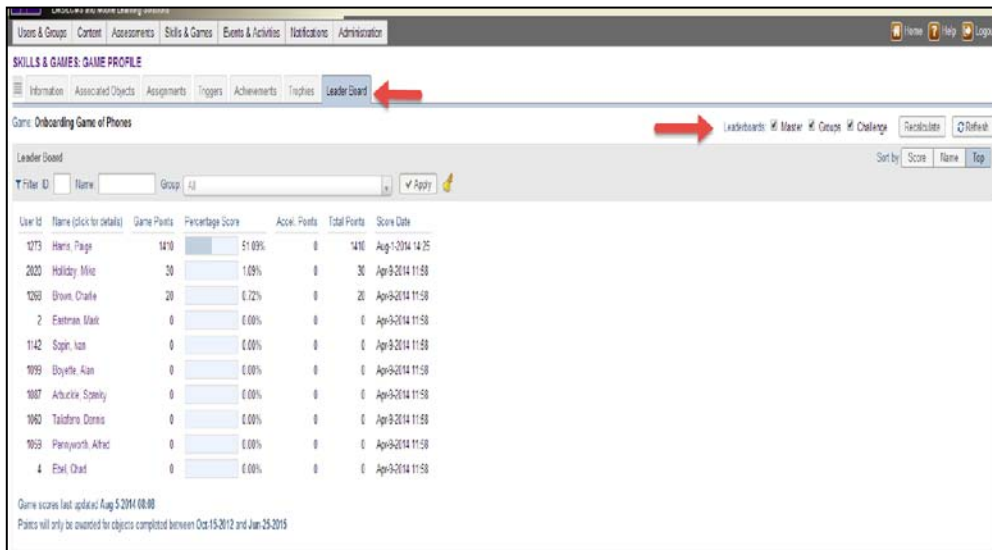 and Mobile Learning Solutions
Users & Groups Content Assessments Skills & Games Events & Activities Notifications Administration Home Help Logout
SKILLS & GAMES: GAME PROFILE
Information Associated Objects Assignments Triggers Achievements Trophies Leader Board
Game: Onboarding Game of Phones Leaderboards: Master Groups Challenge Recalculate Refresh
Leader Board Sort by Score Name Top
Filter ID Name: Group: All Apply
User Id Name (click for details) Game Points Percentage Score Accel. Points Total Points Score Date
1273 Harris, Paige 1410 51.09% 0 1410 Aug-1-2014 14:25
2020 Holliday, Mike 30 1.09% 0 30 Apr-9-2014 11:58
1268 Brown, Charlie 20 0.72% 0 20 Apr-9-2014 11:58
2 Eastman, Mark 0 0.00% 0 0 Apr-9-2014 11:58
1142 Sapin, Ivan 0 0.00% 0 0 Apr-9-2014 11:58
1099 Boyette, Alan 0 0.00% 0 0 Apr-9-2014 11:58
1087 Arbuckle, Spanky 0 0.00% 0 0 Apr-9-2014 11:58
1060 Taliaferro, Dennis 0 0.00% 0 0 Apr-9-2014 11:58
1059 Pennyworth, Alfred 0 0.00% 0 0 Apr-9-2014 11:58
4 Ebel, Chad 0 0.00% 0 0 Apr-9-2014 11:58
Game scores last updated Aug 5 2014 08:08
Points will only be awarded for objects completed between Oct-15-2012 and Jun-25-2015